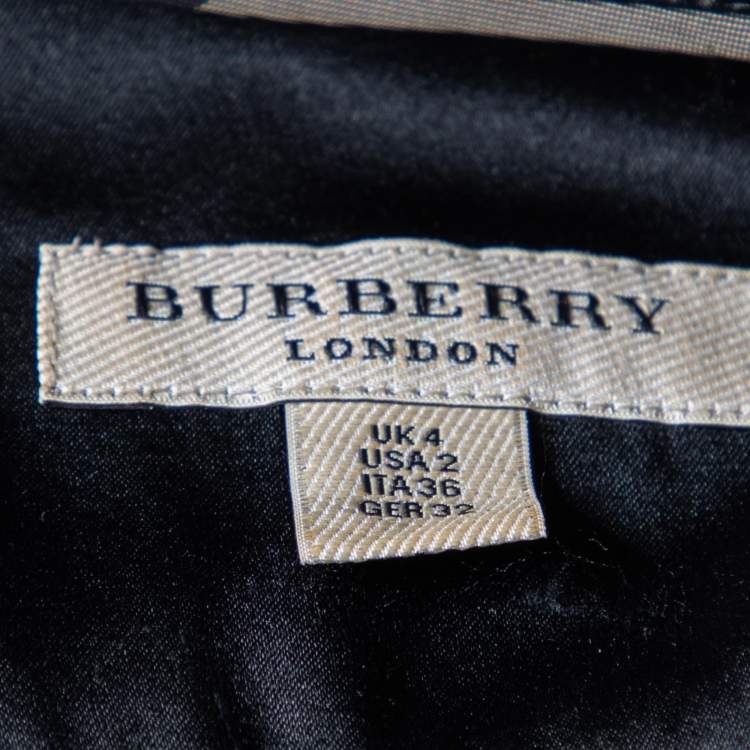 BURBERRY
LONDON
UK 4
USA 2
ITA 36
GER 32